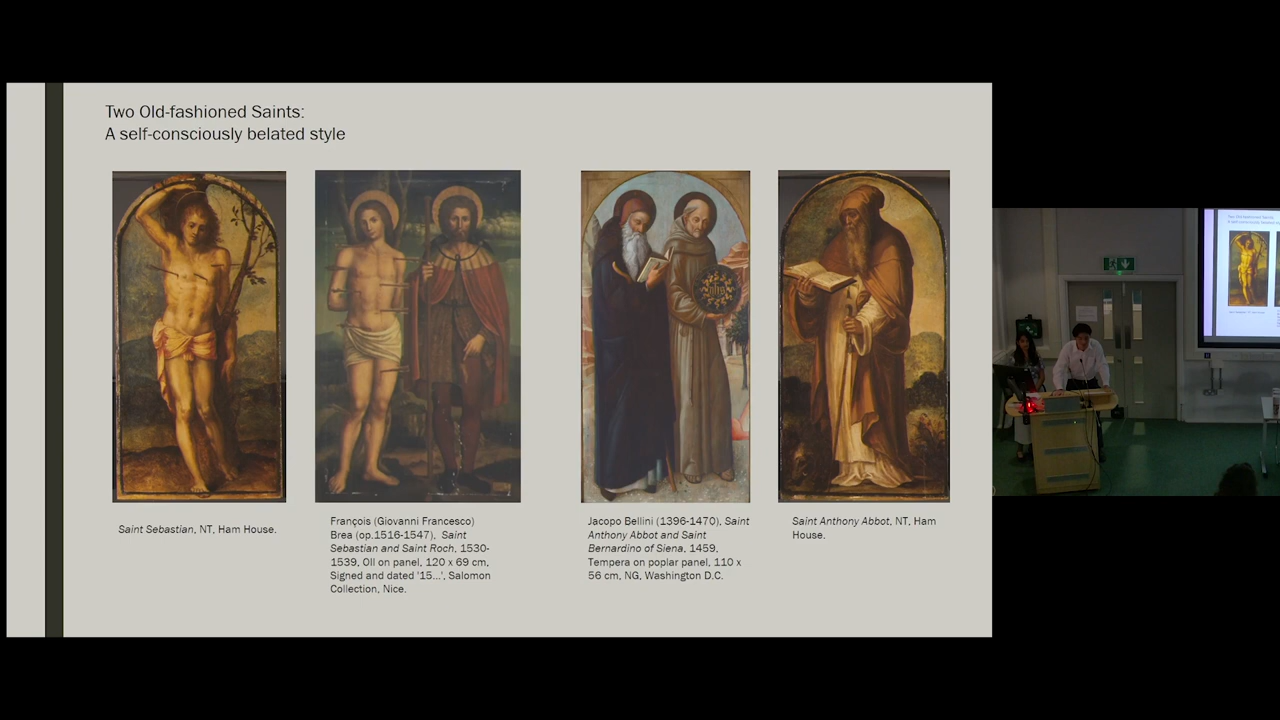 Two Old-fashioned Saints:
A self-consciously belated style
Saint Sebastian, NT, Ham House.
François (Giovanni Francesco)
Brea (op.1516-1547), Saint
Sebastian and Saint Roch, 1530-
1539, Oil on panel, 120 x 69 cm,
Signed and dated '15...', Salomon
Collection, Nice.
Jacopo Bellini (1396-1470), Saint
Anthony Abbot and Saint
Bernardino of Siena, 1459,
Tempera on poplar panel, 110 x
56 cm, NG, Washington D.C.
Saint Anthony Abbot, NT, Ham
House.